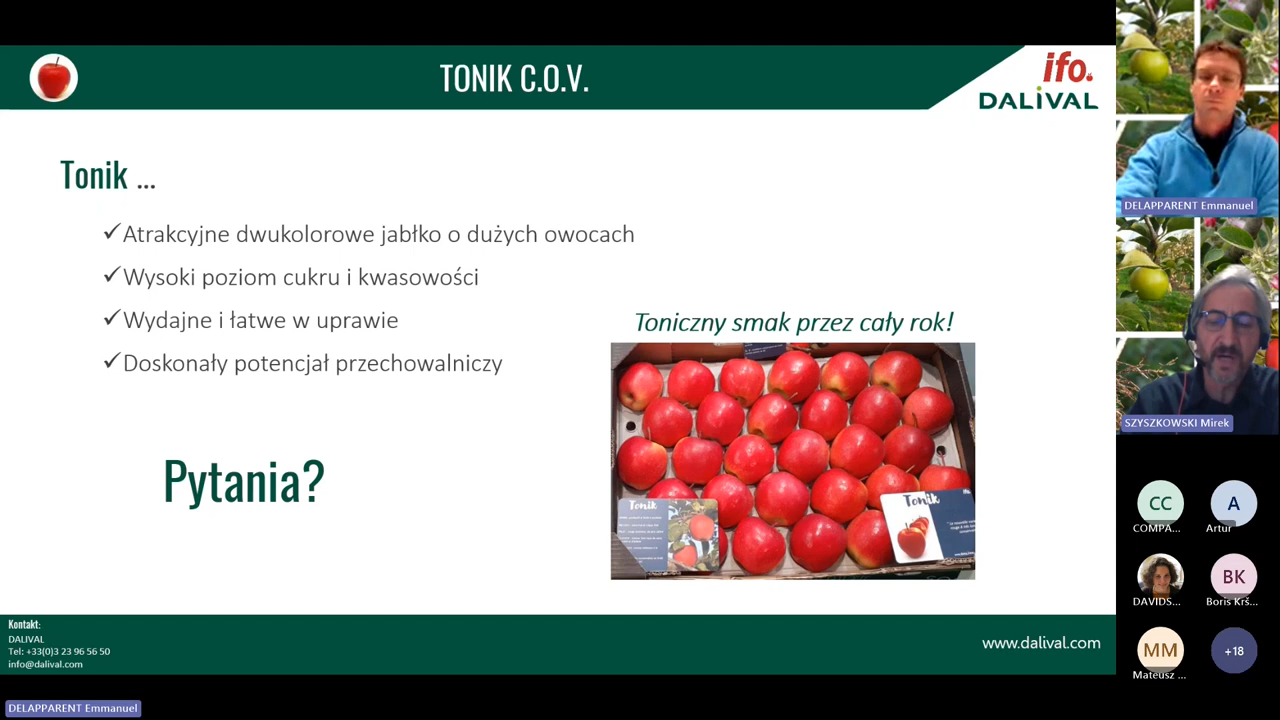 TONIK C.O.V.
ifo.
DALIVAL
Tonik ...
✓Atrakcyjne dwukolorowe jabłko o dużych owocach
✓Wysoki poziom cukru i kwasowości
✓Wydajne i łatwe w uprawie
✓Doskonały potencjał przechowalniczy
Toniczny smak przez cały rok!
Tonik
Tonik
Pytania?
Kontakt:
DALIVAL
Tel: +33(0)3 23 96 56 50
info@dalival.com
www.dalival.com
DELAPPARENT Emmanuel
DELAPPARENT Emmanuel
SZYSZKOWSKI Mirek
CC
COMPA...
A
Artur
DAVIDS...
BK
Boris Krš...
MM
Mateusz ...
+18